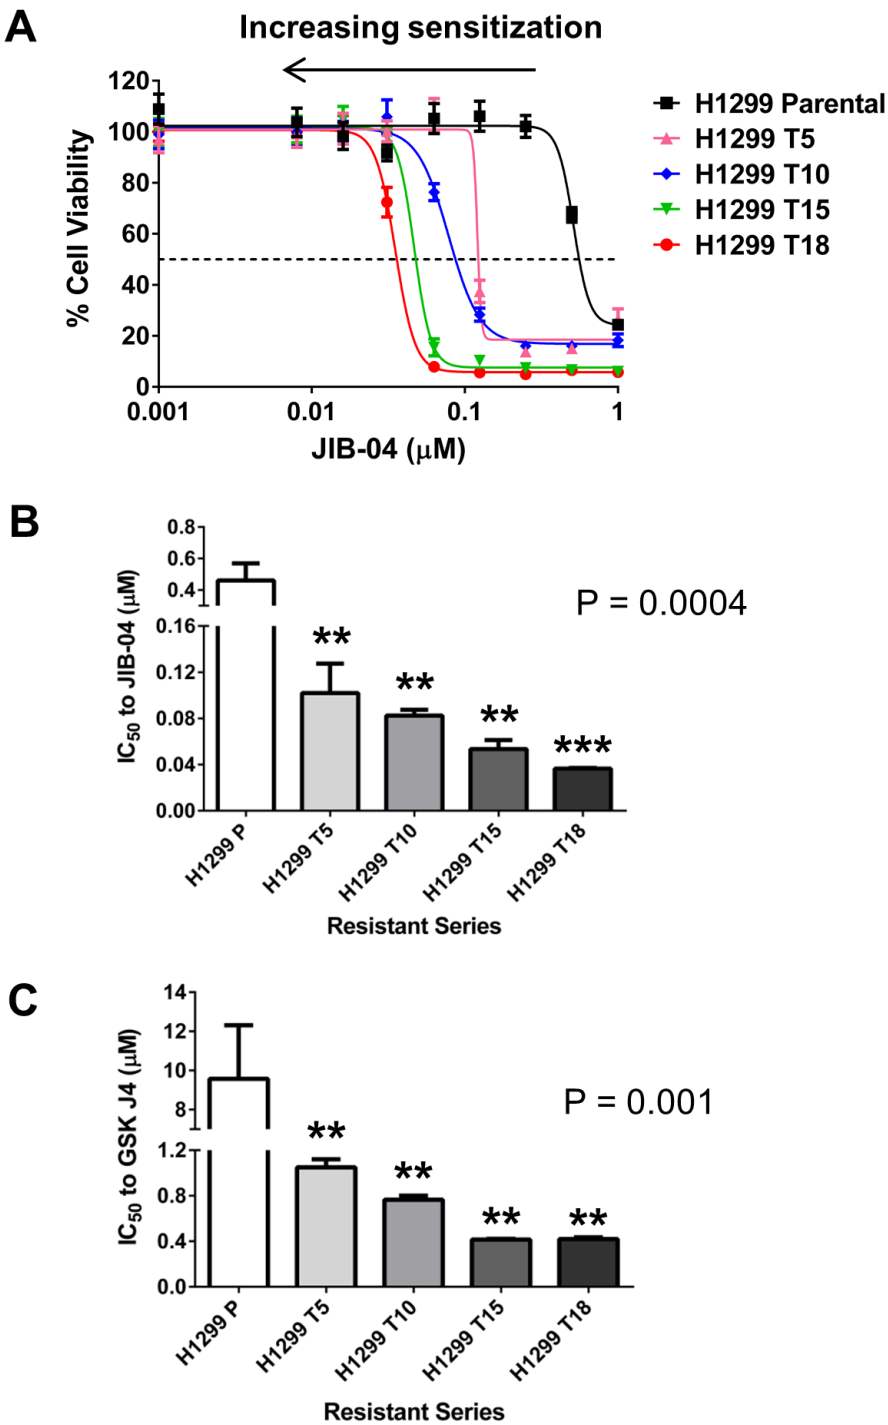 A
Increasing sensitization
120
100
80
60
40
20
0
% Cell Viability
0.001
0.01
0.1
1
JIB-04 (μM)
H1299 Parental
H1299 T5
H1299 T10
H1299 T15
H1299 T18
B
0.8
0.6
0.4
0.16
0.12
0.08
0.04
0.00
IC50 to JIB-04 (μM)
**
**
**
***
P = 0.0004
H1299 P
H1299 T5
H1299 T10
H1299 T15
H1299 T18
Resistant Series
C
14
12
10
8
1.2
0.8
0.4
0.0
IC50 to GSK J4 (μM)
**
**
**
**
P = 0.001
H1299 P
H1299 T5
H1299 T10
H1299 T15
H1299 T18
Resistant Series